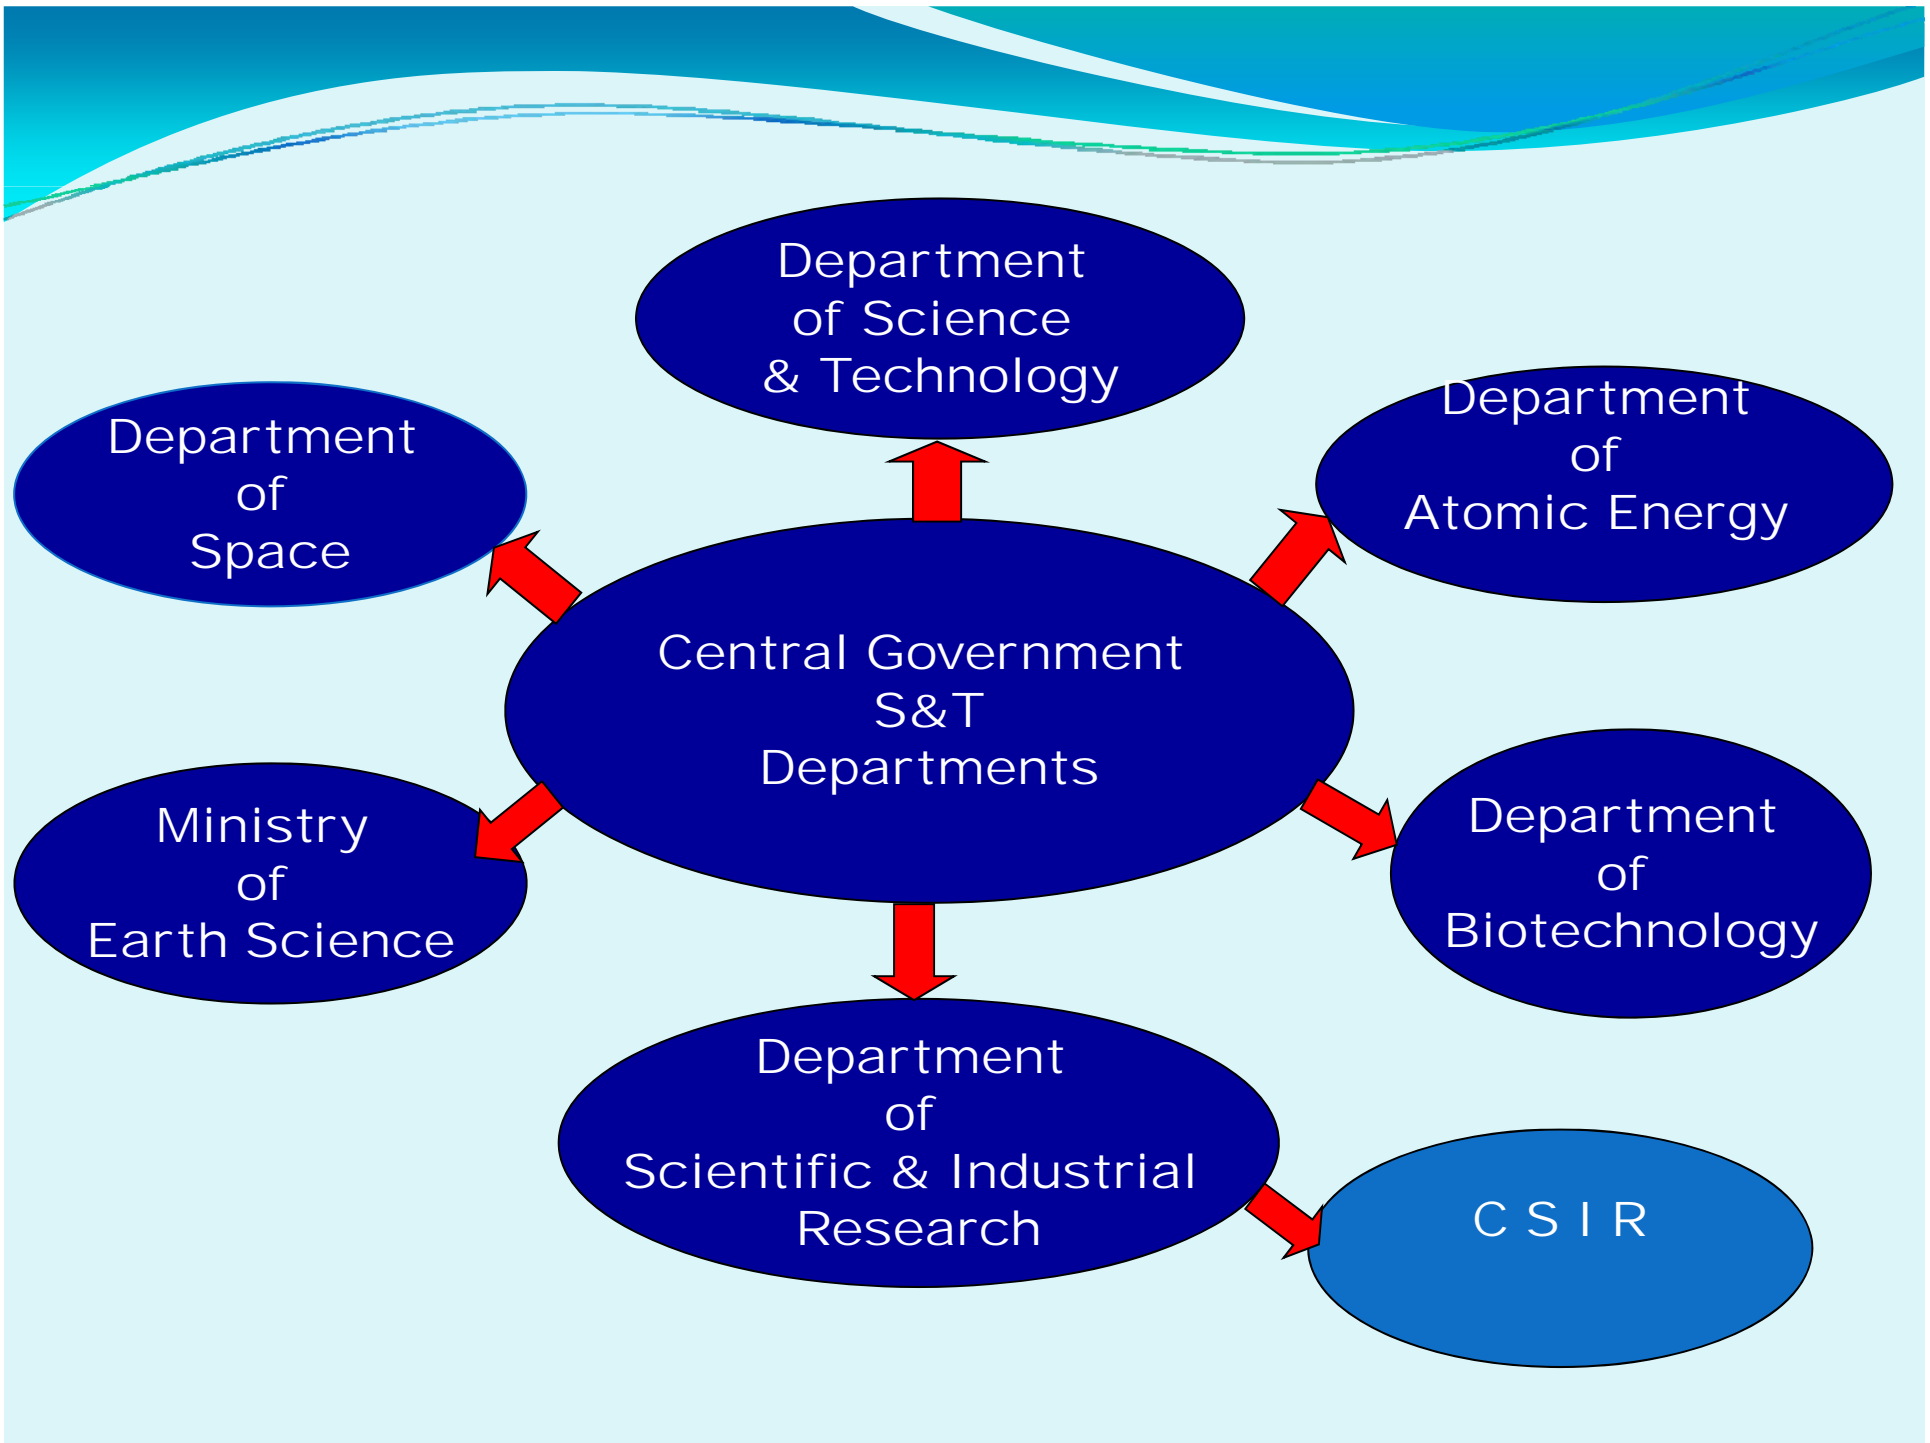 Department
of Science
& Technology
Department
of
Space
Department
of
Atomic Energy
Central Government
S&T
Departments
Ministry
of
Earth Science
Department
of
Biotechnology
Department
of
Scientific & Industrial
Research
C S I R